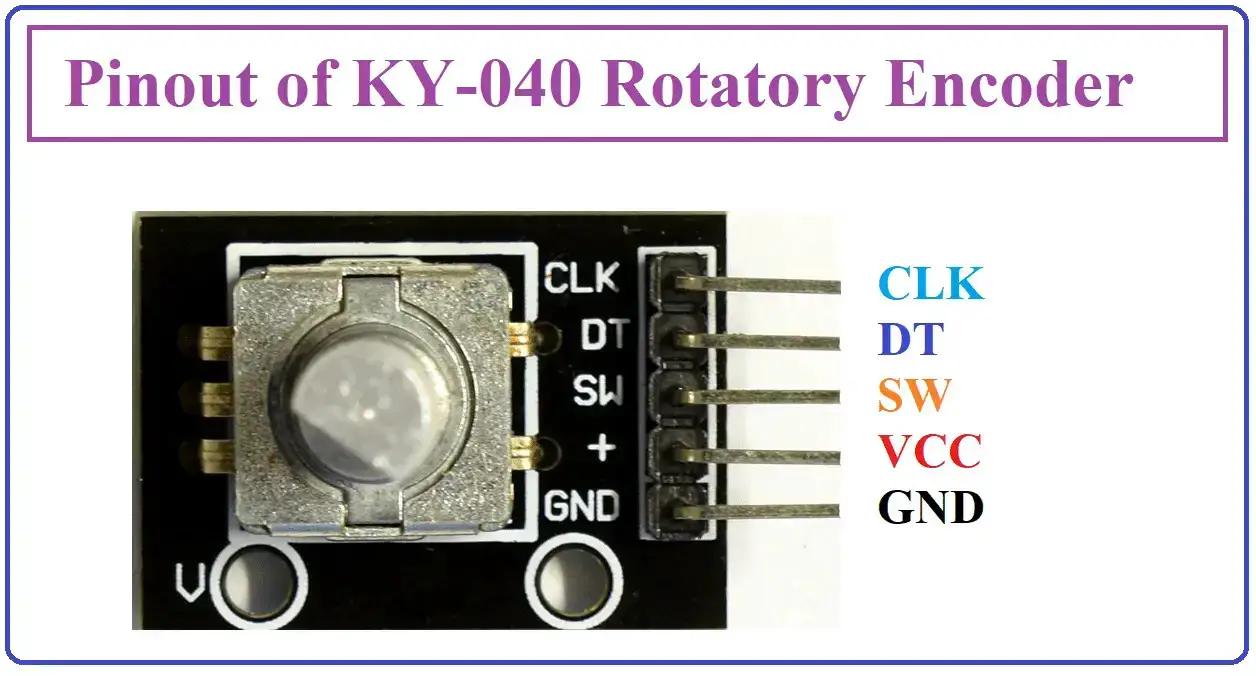 Pinout of KY-040 Rotatory Encoder
CLK CLK
DT DT
SW SW
+ VCC
GND GND
V